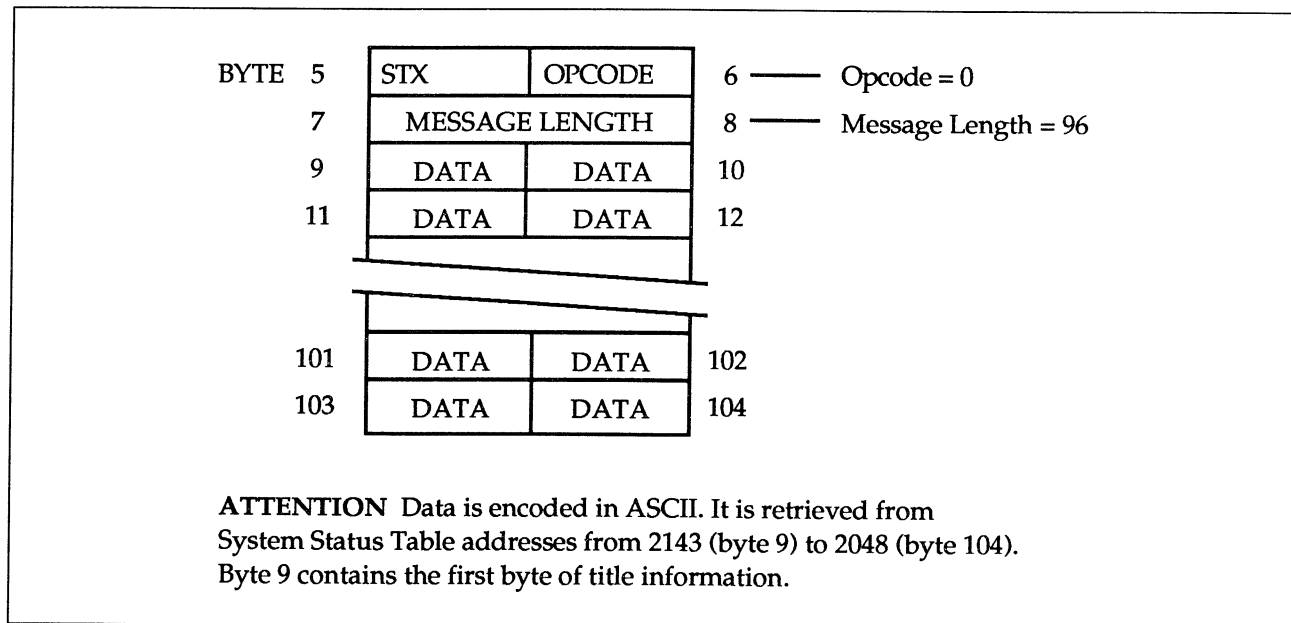 BYTE 5 STX OPCODE 6 Opcode = 0
7 MESSAGE LENGTH 8 Message Length = 96
9 DATA DATA 10
11 DATA DATA 12
101 DATA DATA 102
103 DATA DATA 104
ATTENTION Data is encoded in ASCII. It is retrieved from
System Status Table addresses from 2143 (byte 9) to 2048 (byte 104).
Byte 9 contains the first byte of title information.